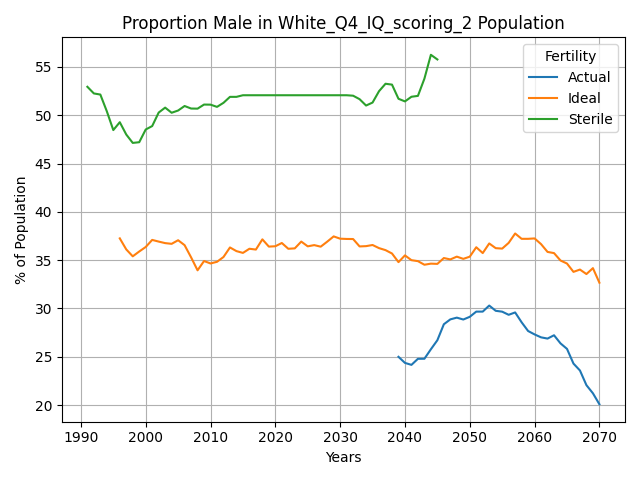 Proportion Male in White_Q4_IQ_scoring_2 Population
Fertility
Actual
Ideal
Sterile
% of Population
55
50
45
40
35
30
25
20
1990 2000 2010 2020 2030 2040 2050 2060 2070
Years